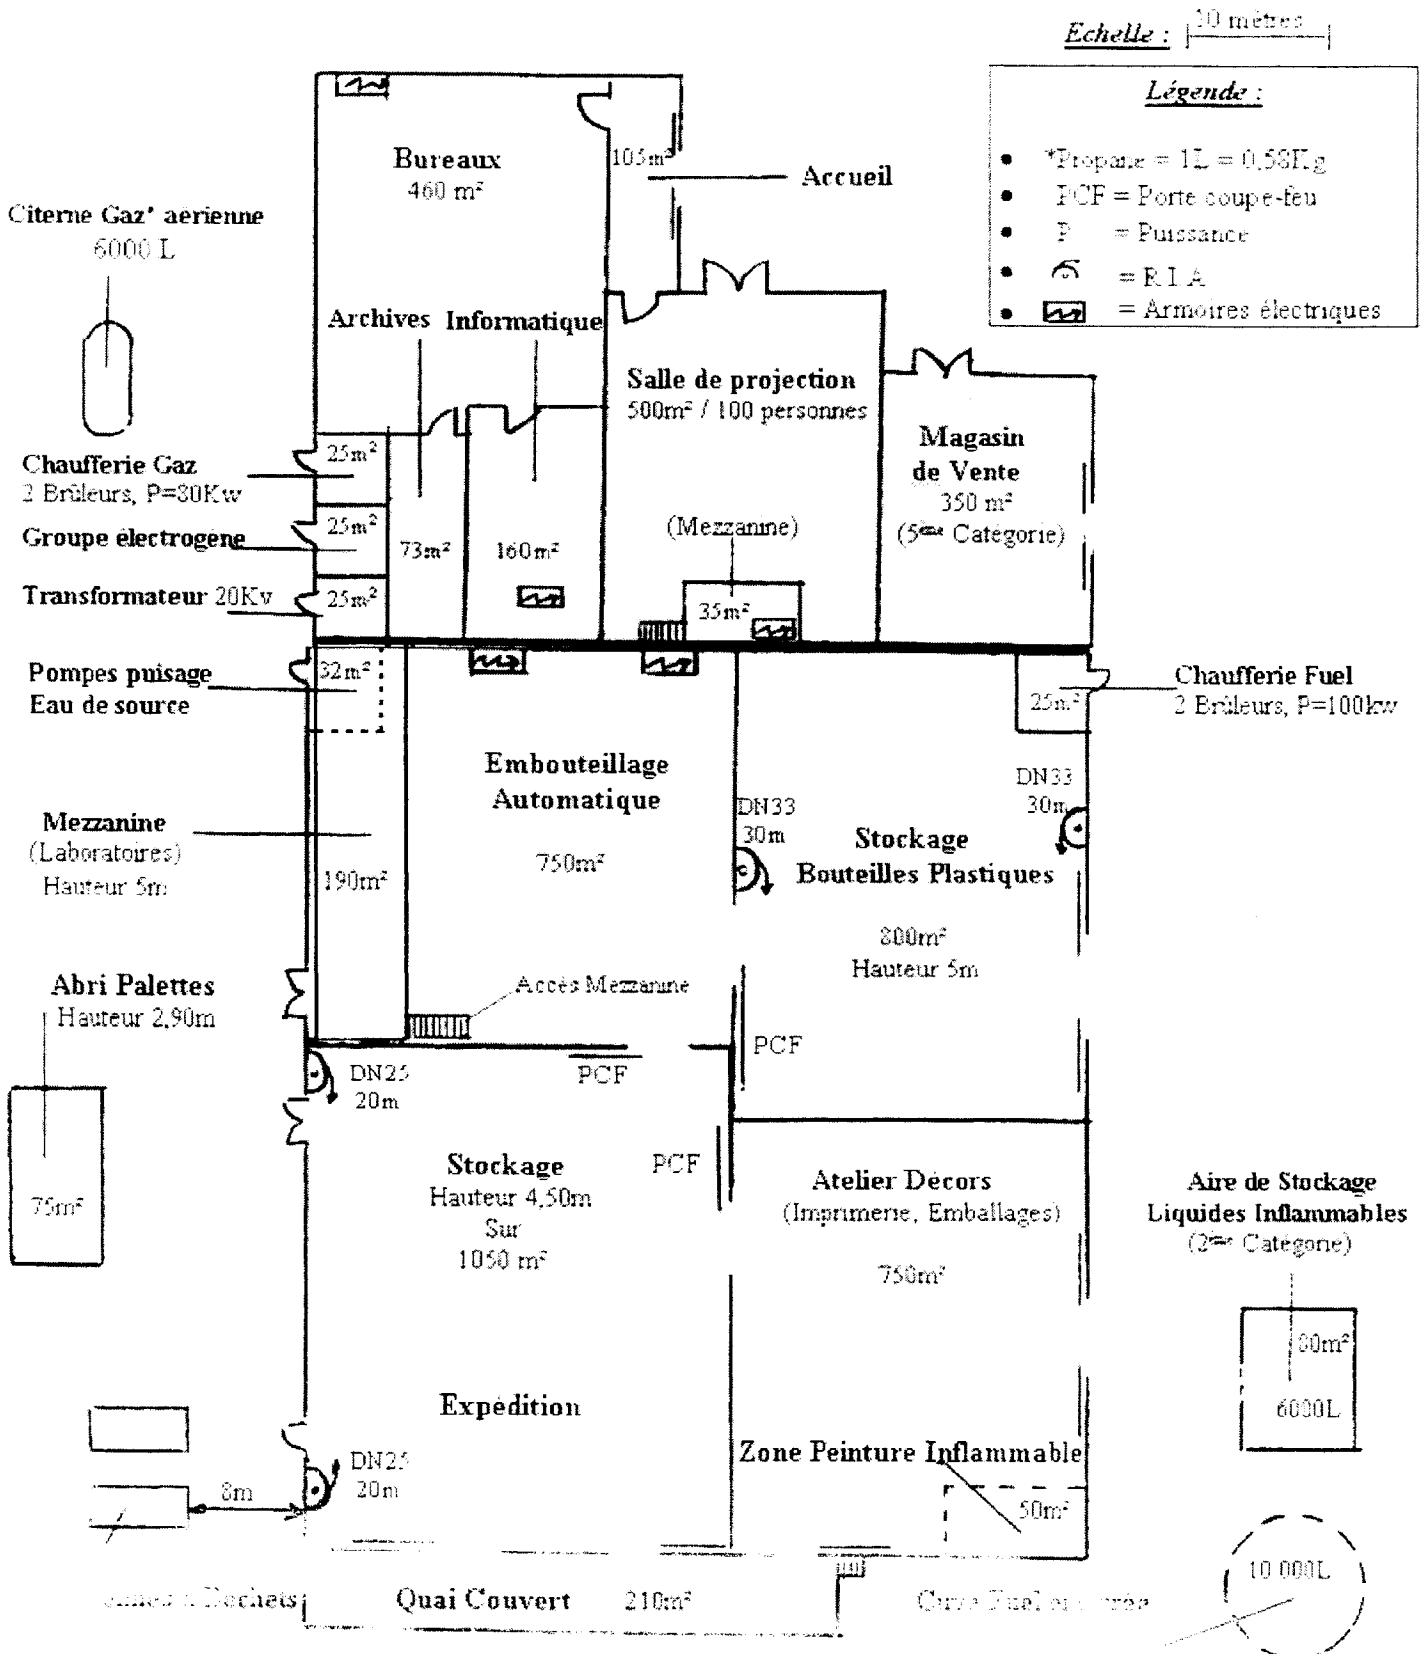 Echelle : 10 mètres
Légende :
*Propane = 1L = 0,58Kg
PCF = Porte coupe-feu
P = Puissance
= R.I.A
= Armoires électriques
Bureaux
460 m²
105m²
Accueil
Citerne Gaz* aérienne
6000 L
Archives
Informatique
Salle de projection
500m² / 100 personnes
Magasin
de Vente
350 m²
(5ème Catégorie)
Chaufferie Gaz
2 Brûleurs, P=80Kw
25m²
Groupe électrogène
25m²
73m²
160m²
(Mezzanine)
35m²
Transformateur 20Kv
25m²
Pompes puisage
Eau de source
32m²
Chaufferie Fuel
2 Brûleurs, P=100kw
25m²
Embouteillage
Automatique
750m²
DN33
30m
DN33
30m
Mezzanine
(Laboratoires)
Hauteur 5m
190m²
Stockage
Bouteilles Plastiques
800m²
Hauteur 5m
Abri Palettes
Hauteur 2,90m
75m²
Accès Mezzanine
PCF
PCF
DN25
20m
Stockage
Hauteur 4,50m
Sur
1050 m²
PCF
Atelier Décors
(Imprimerie, Emballages)
750m²
Aire de Stockage
Liquides Inflammables
(2ème Catégorie)
80m²
6000L
Expédition
Zone Peinture Inflammable
50m²
DN25
20m
8m
10 000L
Quai Couvert 210m²
Fuel